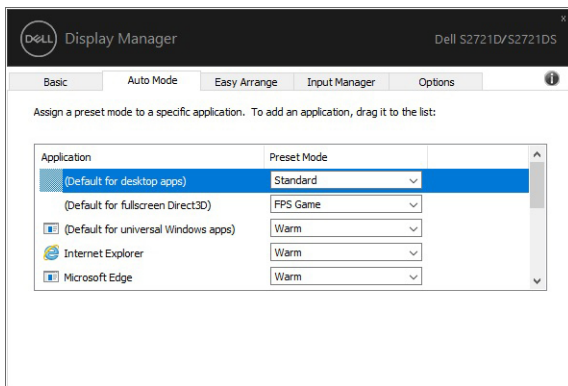 DELL Display Manager Dell S2721D/S2721DS
x
Basic Auto Mode Easy Arrange Input Manager Options i
Assign a preset mode to a specific application. To add an application, drag it to the list:
Application Preset Mode
(Default for desktop apps) Standard
(Default for fullscreen Direct3D) FPS Game
(Default for universal Windows apps) Warm
Internet Explorer Warm
Microsoft Edge Warm